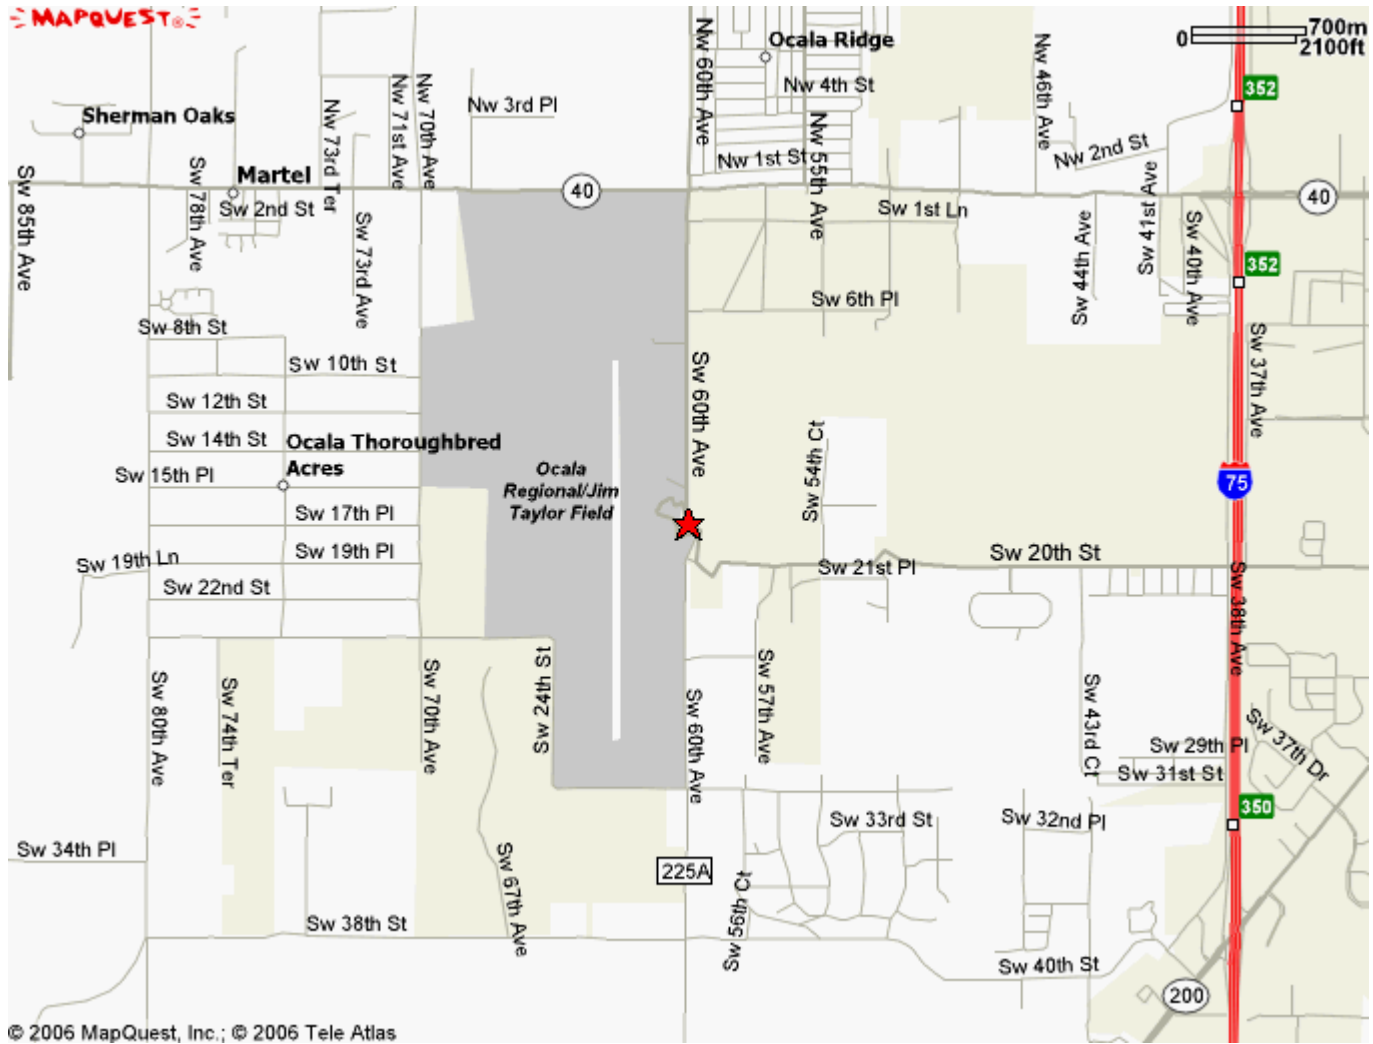 MAPQUEST®
700m
0
2100ft
Ocala Ridge
Nw 60th Ave
Nw 46th Ave
Nw 4th St
352
Nw 71st Ave
Nw 70th Ave
Nw 3rd Pl
Sherman Oaks
Nw 73rd Ter
Nw 55th Ave
Nw 1st St
Nw 2nd St
Martel
Sw 85th Ave
Sw 78th Ave
40
40
Sw 2nd St
Sw 1st Ln
Sw 41st Ave
Sw 44th Ave
Sw 40th Ave
Sw 55th Ave
Sw 73rd Ave
352
Sw 6th Pl
Sw 8th St
Sw 37th Ave
Sw 10th St
Sw 60th Ave
Sw 12th St
Sw 14th St
Ocala Thoroughbred
Acres
Sw 54th Ct
Sw 15th Pl
Ocala
Regional/Jim
Taylor Field
75
Sw 17th Pl
Sw 19th Pl
Sw 19th Ln
Sw 20th St
Sw 21st Pl
Sw 22nd St
Sw 38th Ave
Sw 24th St
Sw 57th Ave
Sw 80th Ave
Sw 74th Ter
Sw 70th Ave
Sw 60th Ave
Sw 43rd Ct
Sw 37th Dr
Sw 29th Pl
Sw 31st St
350
Sw 33rd St
Sw 32nd Pl
Sw 34th Pl
Sw 67th Ave
225A
Sw 56th Ct
Sw 38th St
Sw 40th St
200
© 2006 MapQuest, Inc.; © 2006 Tele Atlas